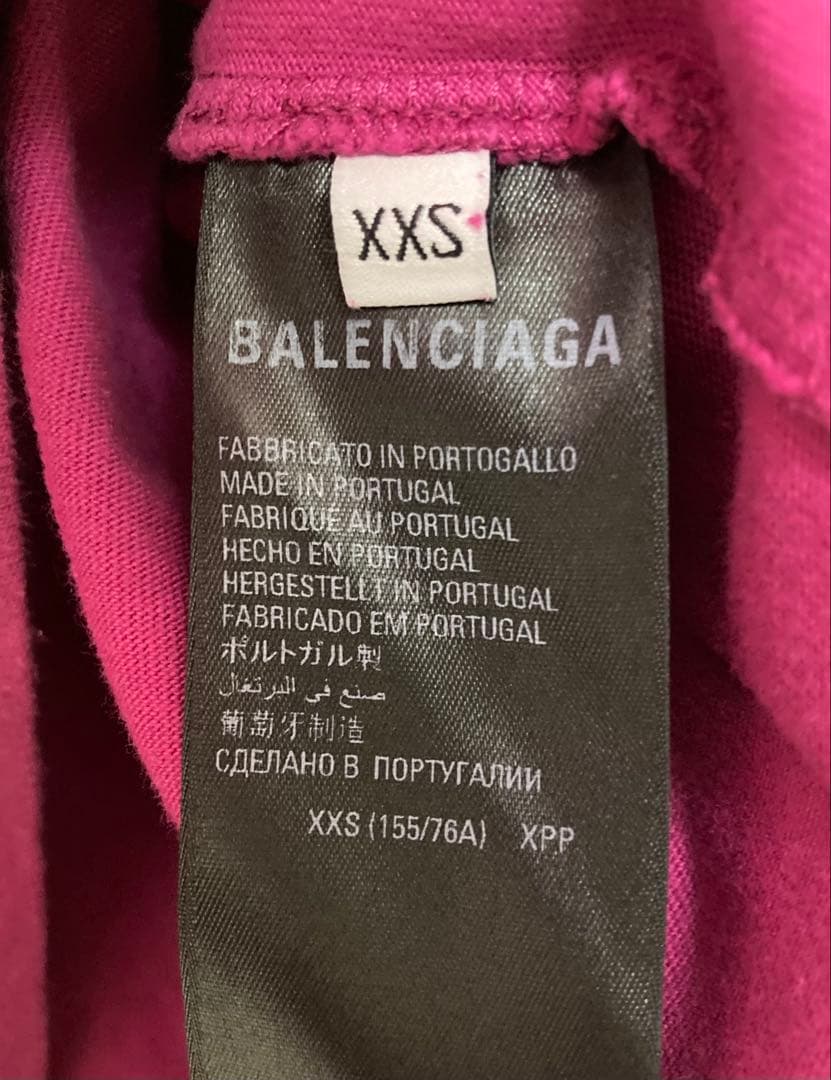 XXS
BALENCIAGA
FABBRICATO IN PORTOGALLO
MADE IN PORTUGAL
FABRIQUÉ AU PORTUGAL
HECHO EN PORTUGAL
HERGESTELLT IN PORTUGAL
FABRICADO EM PORTUGAL
ポルトガル製
صنع في البرتغال
葡萄牙制造
СДЕЛАНО В ПОРТУГАЛИИ
XXS (155/76A) XPP